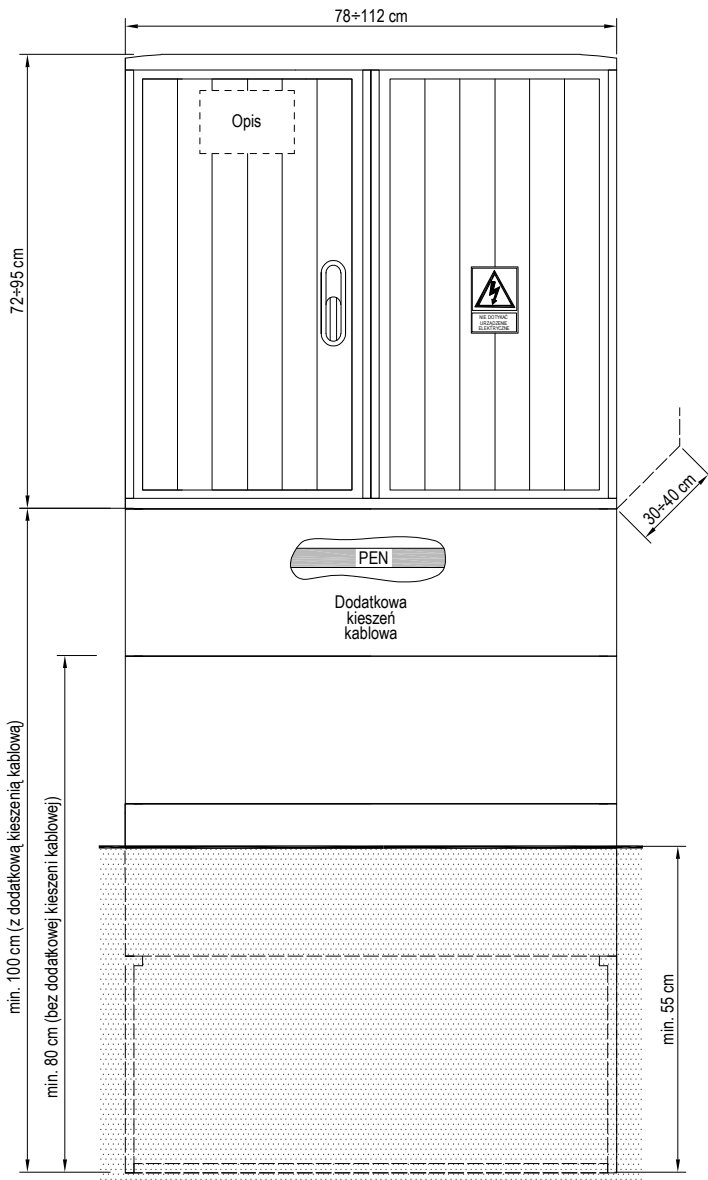 78÷112 cm
Opis
72÷95 cm
NIE DOTYKAĆ
URZĄDZENIE
ELEKTRYCZNE
30÷40 cm
PEN
Dodatkowa
kieszeń
kablowa
min. 100 cm (z dodatkową kieszenią kablową)
min. 80 cm (bez dodatkowej kieszeni kablowej)
min. 55 cm